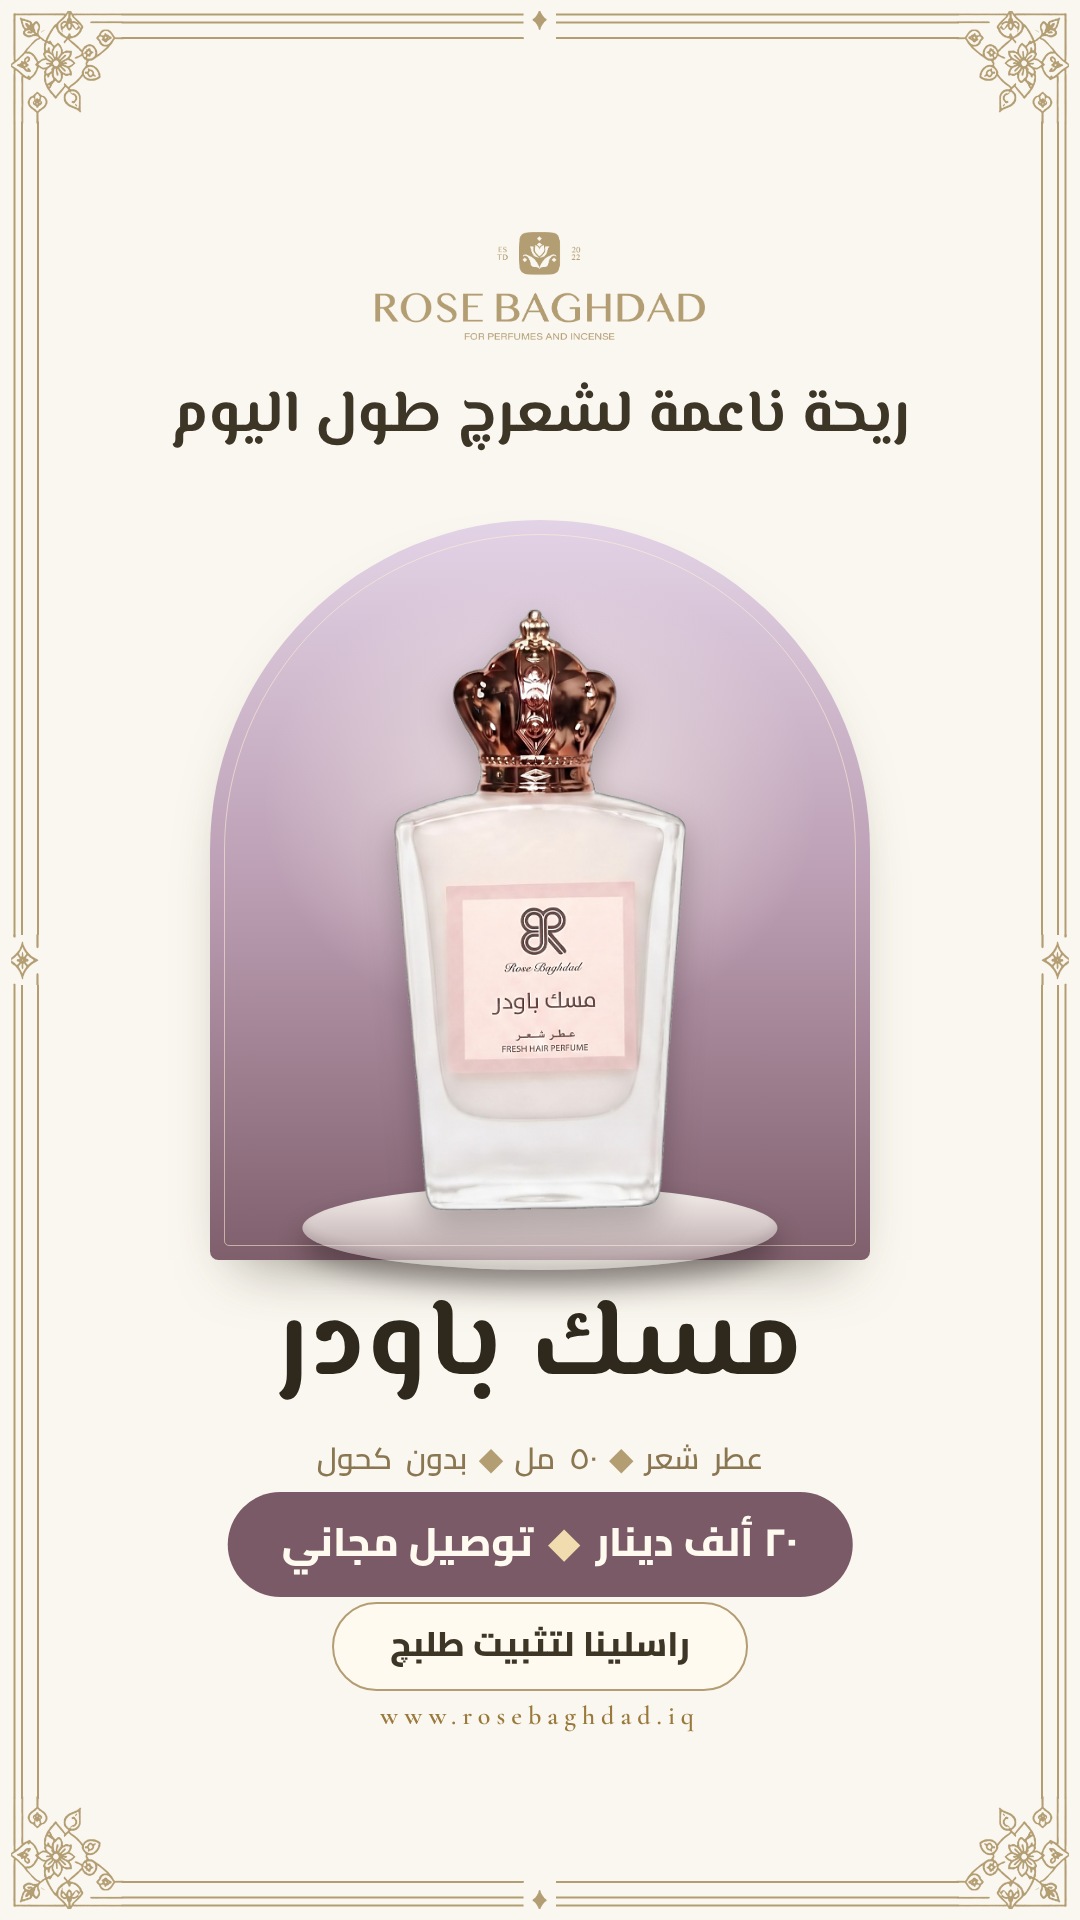 ES TD
20 22
ROSE BAGHDAD
FOR PERFUMES AND INCENSE
ريحة ناعمة لشعرچ طول اليوم
Rose Baghdad
مسك باودر
عطر شعر
FRESH HAIR PERFUME
مسك باودر
عطر شعر ◆ ٥٠ مل ◆ بدون كحول
٢٠ ألف دينار ◆ توصيل مجاني
راسلينا لتثبيت طلبچ
www.rosebaghdad.iq